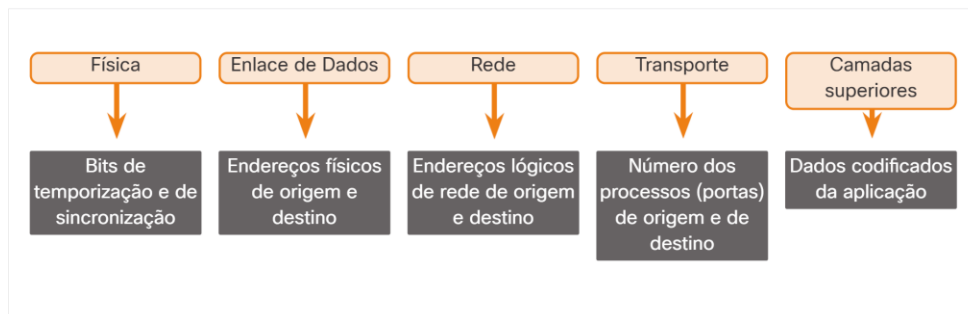 Física
Enlace de Dados
Rede
Transporte
Camadas
superiores
Bits de
temporização e de
sincronização
Endereços físicos
de origem e
destino
Endereços lógicos
de rede de origem
e destino
Número dos
processos (portas)
de origem e de
destino
Dados codificados
da aplicação